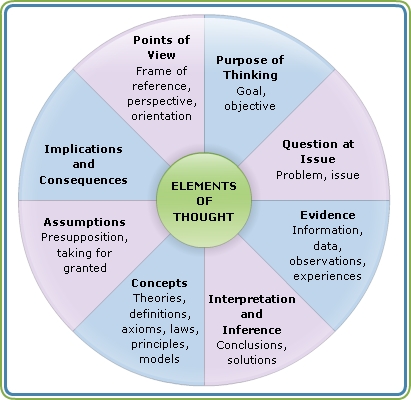 Points of
View
Frame of
reference,
perspective,
orientation
Purpose of
Thinking
Goal,
objective
Question at
Issue
Problem, issue
Evidence
Information,
data,
observations,
experiences
Interpretation
and
Inference
Conclusions,
solutions
Concepts
Theories,
definitions,
axioms, laws,
principles,
models
Assumptions
Presupposition,
taking for
granted
Implications
and
Consequences
ELEMENTS
OF
THOUGHT